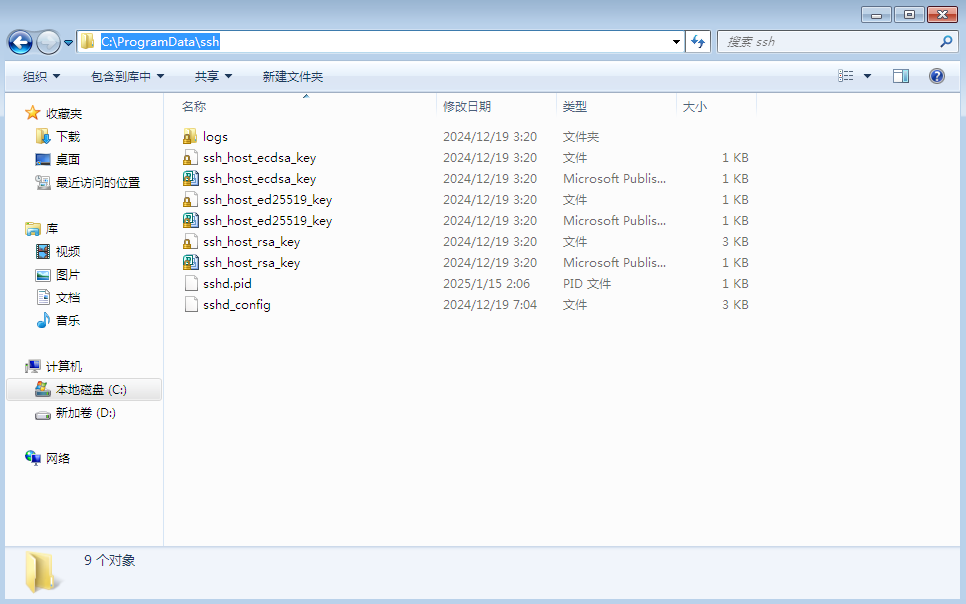 C:\ProgramData\ssh
搜索 ssh
组织 包含到库中 共享 新建文件夹
收藏夹
下载
桌面
最近访问的位置
库
视频
图片
文档
音乐
计算机
本地磁盘 (C:)
新加卷 (D:)
网络
名称 修改日期 类型 大小
logs 2024/12/19 3:20 文件夹
ssh_host_ecdsa_key 2024/12/19 3:20 文件 1 KB
ssh_host_ecdsa_key 2024/12/19 3:20 Microsoft Publis... 1 KB
ssh_host_ed25519_key 2024/12/19 3:20 文件 1 KB
ssh_host_ed25519_key 2024/12/19 3:20 Microsoft Publis... 1 KB
ssh_host_rsa_key 2024/12/19 3:20 文件 3 KB
ssh_host_rsa_key 2024/12/19 3:20 Microsoft Publis... 1 KB
sshd.pid 2025/1/15 2:06 PID 文件 1 KB
sshd_config 2024/12/19 7:04 文件 3 KB
9 个对象